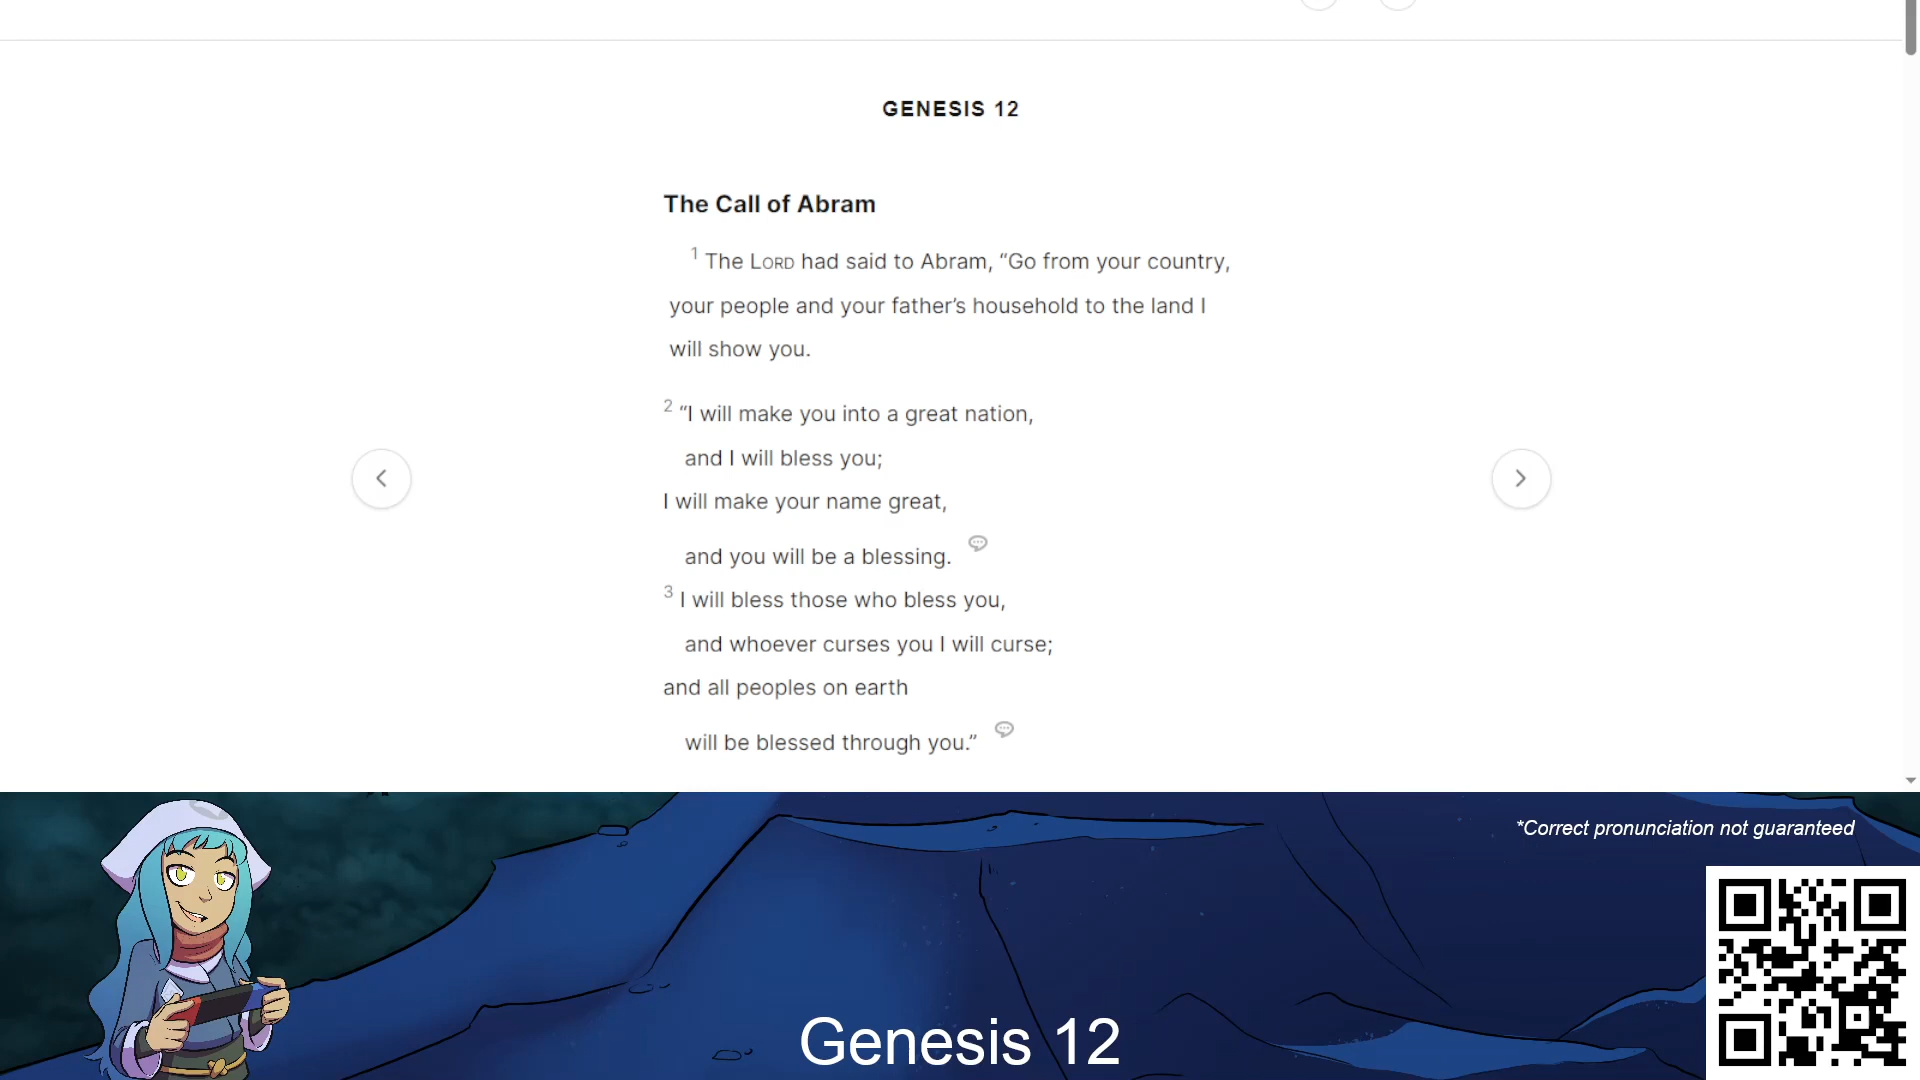 GENESIS 12
The Call of Abram
1 The LORD had said to Abram, “Go from your country,
your people and your father’s household to the land I
will show you.
2 “I will make you into a great nation,
and I will bless you;
I will make your name great,
and you will be a blessing.
3 I will bless those who bless you,
and whoever curses you I will curse;
and all peoples on earth
will be blessed through you.”
*Correct pronunciation not guaranteed
Genesis 12